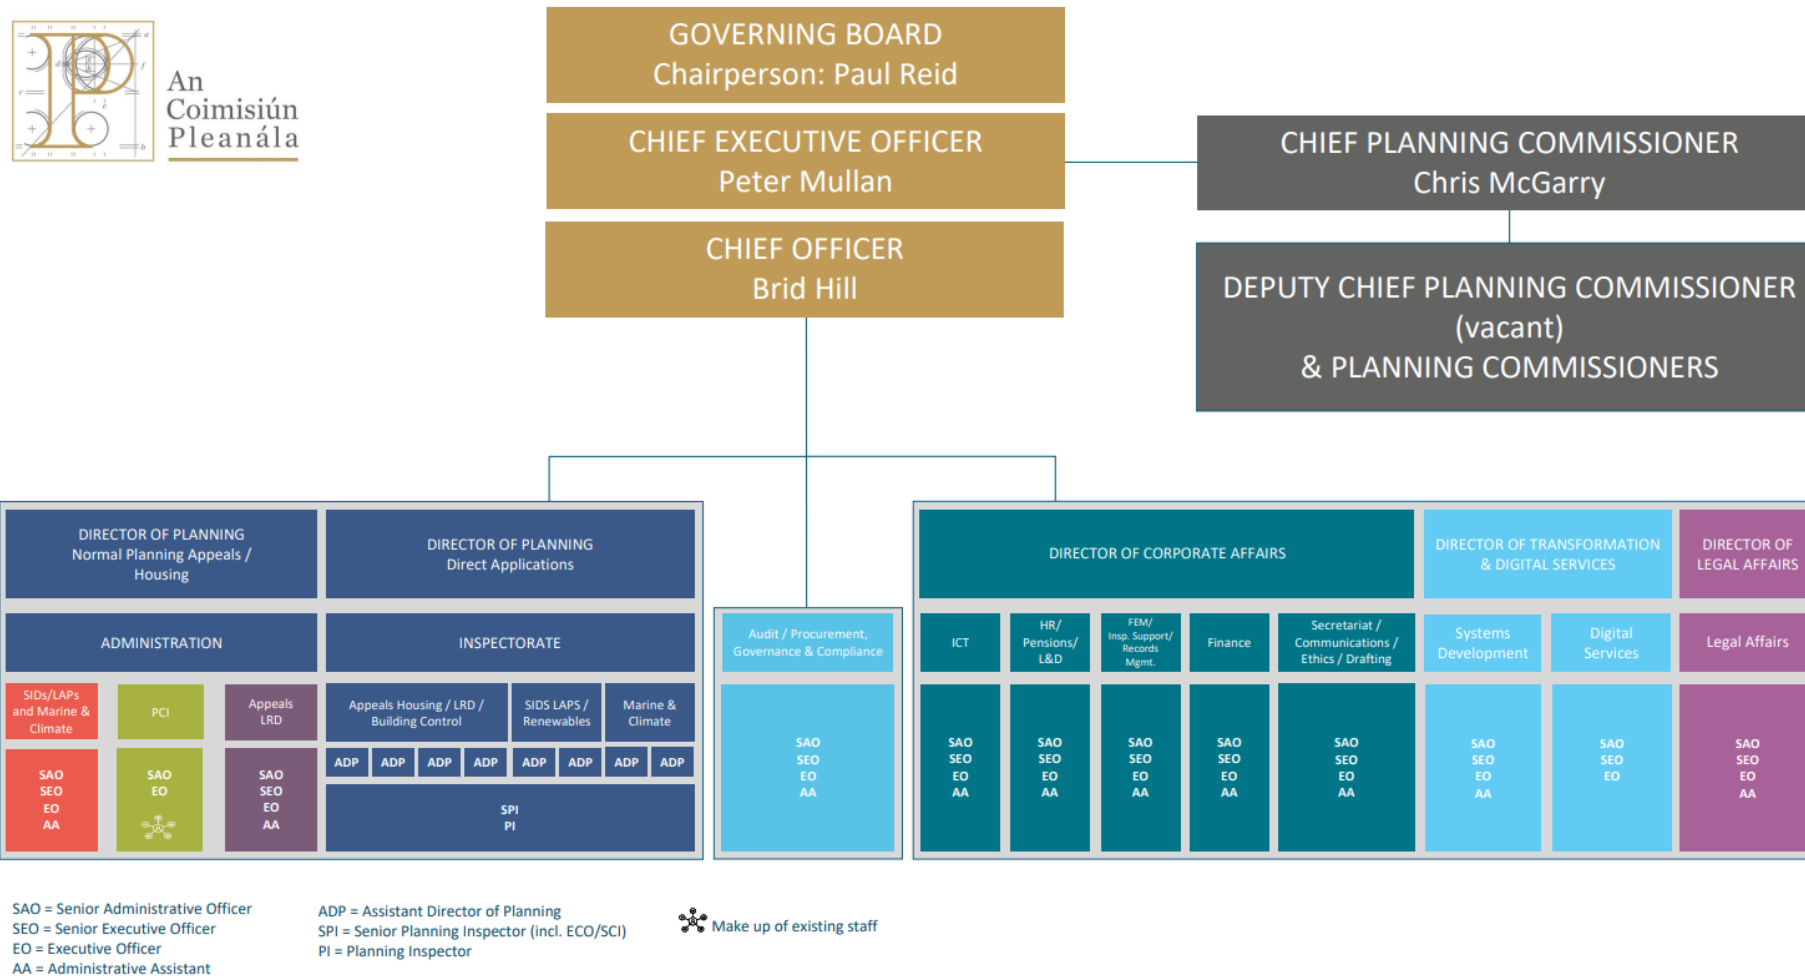 An
Coimisiún
Pleanála
GOVERNING BOARD
Chairperson: Paul Reid
CHIEF EXECUTIVE OFFICER
Peter Mullan
CHIEF OFFICER
Brid Hill
CHIEF PLANNING COMMISSIONER
Chris McGarry
DEPUTY CHIEF PLANNING COMMISSIONER
(vacant)
& PLANNING COMMISSIONERS
DIRECTOR OF PLANNING
Normal Planning Appeals /
Housing
DIRECTOR OF PLANNING
Direct Applications
ADMINISTRATION
INSPECTORATE
SIDs/LAPs
and Marine &
Climate
PCI
Appeals
LRD
Appeals Housing / LRD /
Building Control
SIDS LAPS /
Renewables
Marine &
Climate
SAO
SEO
EO
AA
SAO
EO
SAO
SEO
EO
AA
ADP ADP ADP ADP ADP ADP ADP ADP
SPI
PI
Audit / Procurement,
Governance & Compliance
SAO
SEO
EO
AA
DIRECTOR OF CORPORATE AFFAIRS
DIRECTOR OF TRANSFORMATION
& DIGITAL SERVICES
DIRECTOR OF
LEGAL AFFAIRS
ICT
HR/
Pensions/
L&D
FEM/
Insp. Support/
Records
Mgmt.
Finance
Secretariat /
Communications /
Ethics / Drafting
Systems
Development
Digital
Services
Legal Affairs
SAO
SEO
EO
AA
SAO
SEO
EO
AA
SAO
SEO
EO
AA
SAO
SEO
EO
AA
SAO
SEO
EO
AA
SAO
SEO
EO
AA
SAO
SEO
EO
SAO
SEO
EO
AA
SAO = Senior Administrative Officer
SEO = Senior Executive Officer
EO = Executive Officer
AA = Administrative Assistant
ADP = Assistant Director of Planning
SPI = Senior Planning Inspector (incl. ECO/SCI)
PI = Planning Inspector
Make up of existing staff